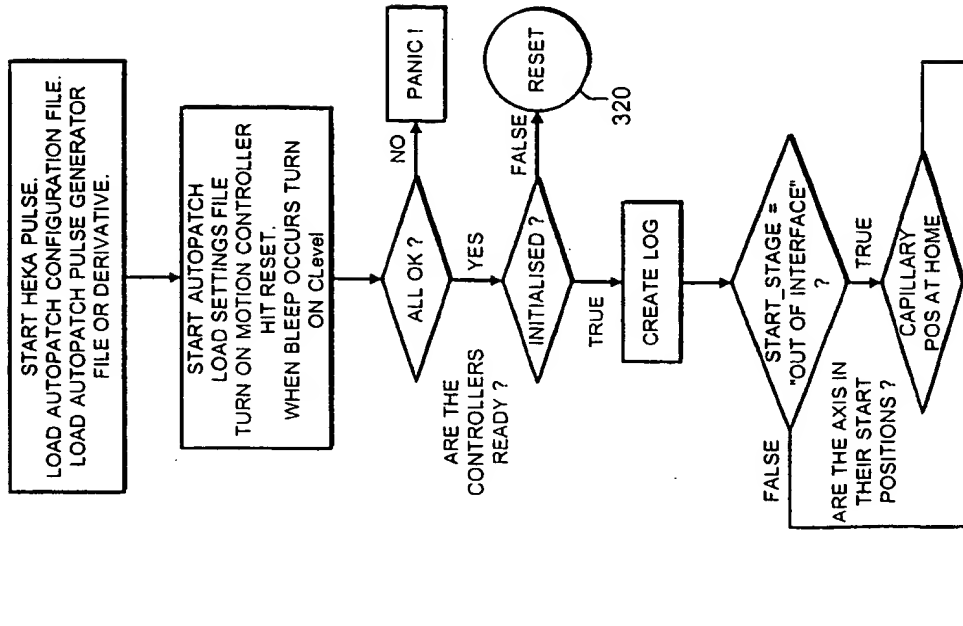 START HEKA PULSE.
LOAD AUTOPATCH CONFIGURATION FILE.
LOAD AUTOPATCH PULSE GENERATOR
FILE OR DERIVATIVE.
START AUTOPATCH
LOAD SETTINGS FILE
TURN ON MOTION CONTROLLER
HIT RESET.
WHEN BLEEP OCCURS TURN
ON CLevel
ALL OK ?
NO
PANIC !
YES
ARE THE
CONTROLLERS
READY ?
INITIALISED ?
FALSE
RESET
320
TRUE
CREATE LOG
START_STAGE =
"OUT OF INTERFACE"
?
FALSE
TRUE
ARE THE AXIS IN
THEIR START
POSITIONS ?
CAPILLARY
POS AT HOME